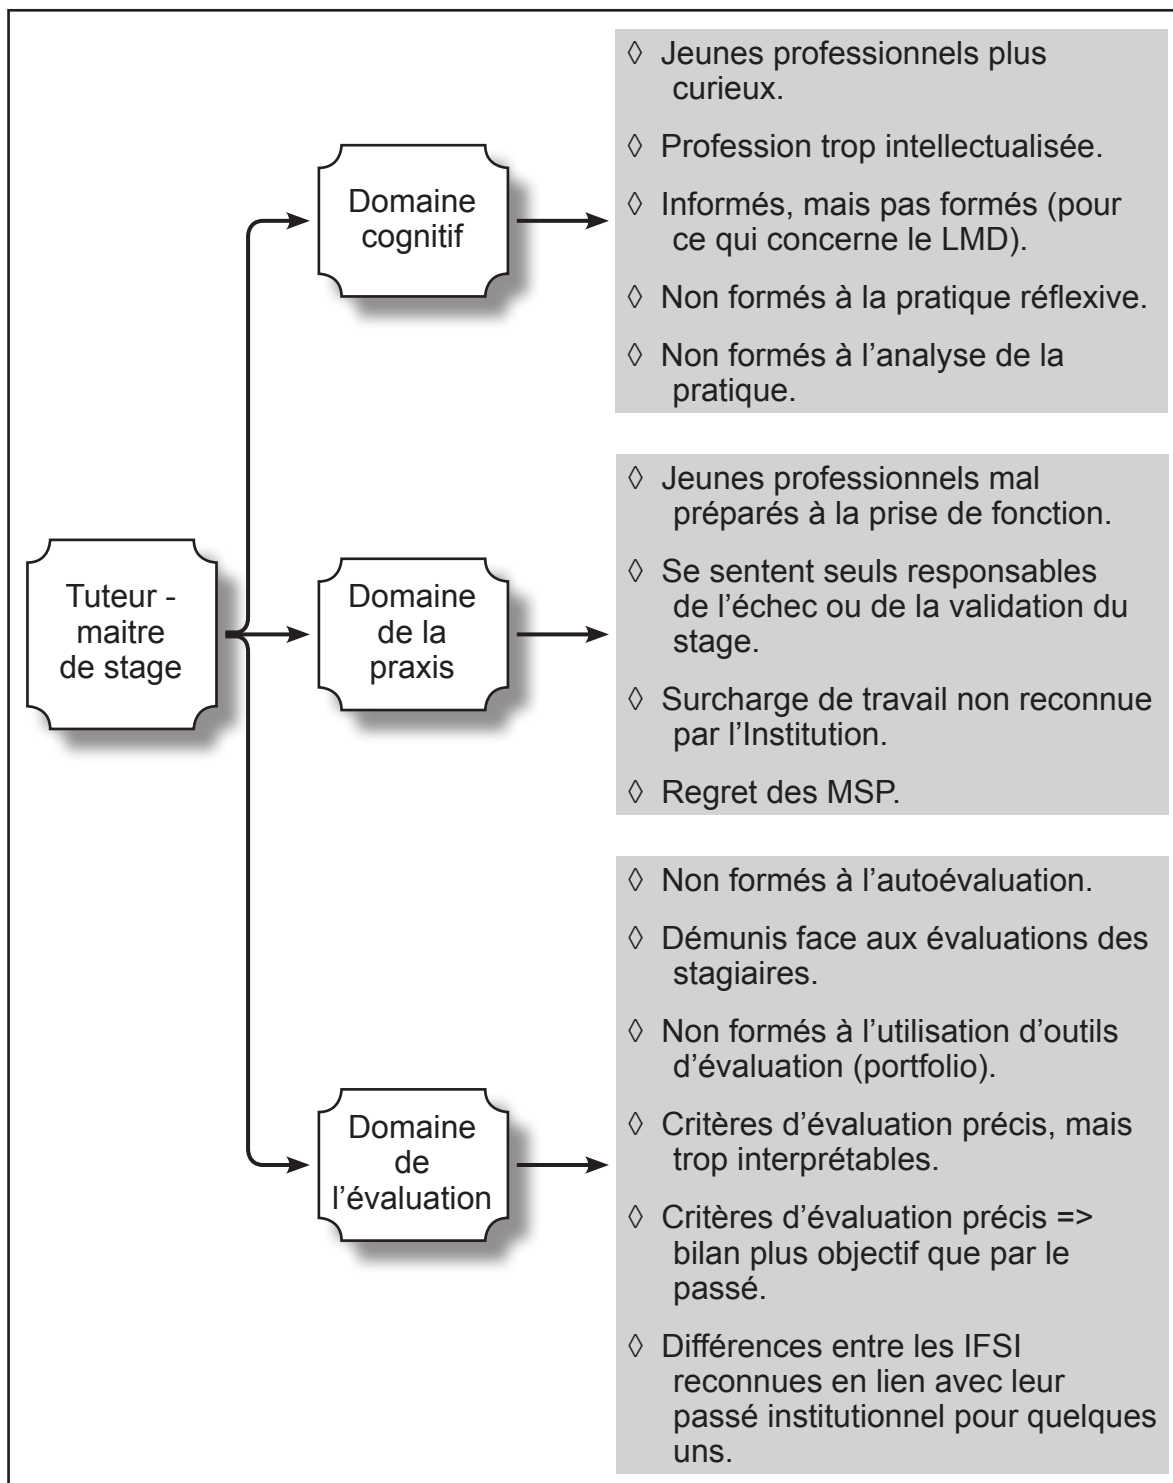 Tuteur -
maitre
de stage
Domaine
cognitif
◊ Jeunes professionnels plus
curieux.
◊ Profession trop intellectualisée.
◊ Informés, mais pas formés (pour
ce qui concerne le LMD).
◊ Non formés à la pratique réflexive.
◊ Non formés à l’analyse de la
pratique.
Domaine
de la
praxis
◊ Jeunes professionnels mal
préparés à la prise de fonction.
◊ Se sentent seuls responsables
de l’échec ou de la validation du
stage.
◊ Surcharge de travail non reconnue
par l’Institution.
◊ Regret des MSP.
Domaine
de
l’évaluation
◊ Non formés à l’autoévaluation.
◊ Démunis face aux évaluations des
stagiaires.
◊ Non formés à l’utilisation d’outils
d’évaluation (portfolio).
◊ Critères d’évaluation précis, mais
trop interprétables.
◊ Critères d’évaluation précis =>
bilan plus objectif que par le
passé.
◊ Différences entre les IFSI
reconnues en lien avec leur
passé institutionnel pour quelques
uns.